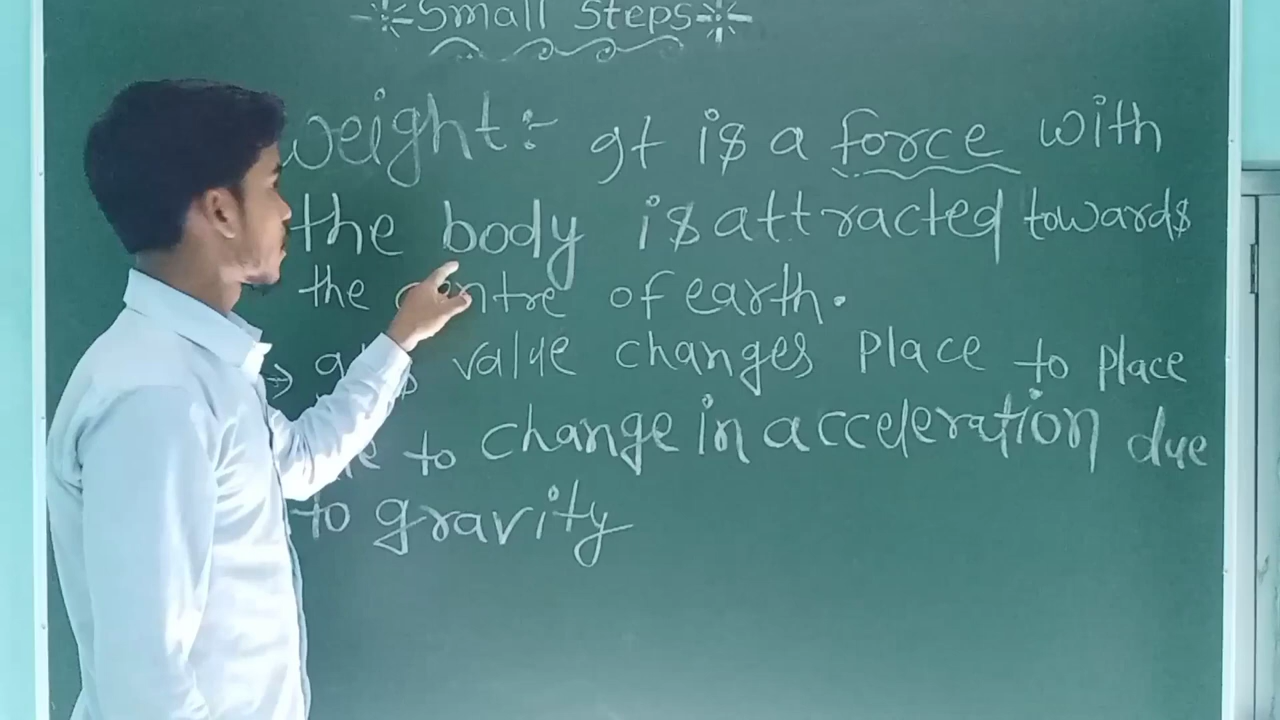 Small Steps
weight:- It is a force with
the body is attracted towards
the centre of earth.
→ value changes Place to Place
to change in acceleration due
to gravity